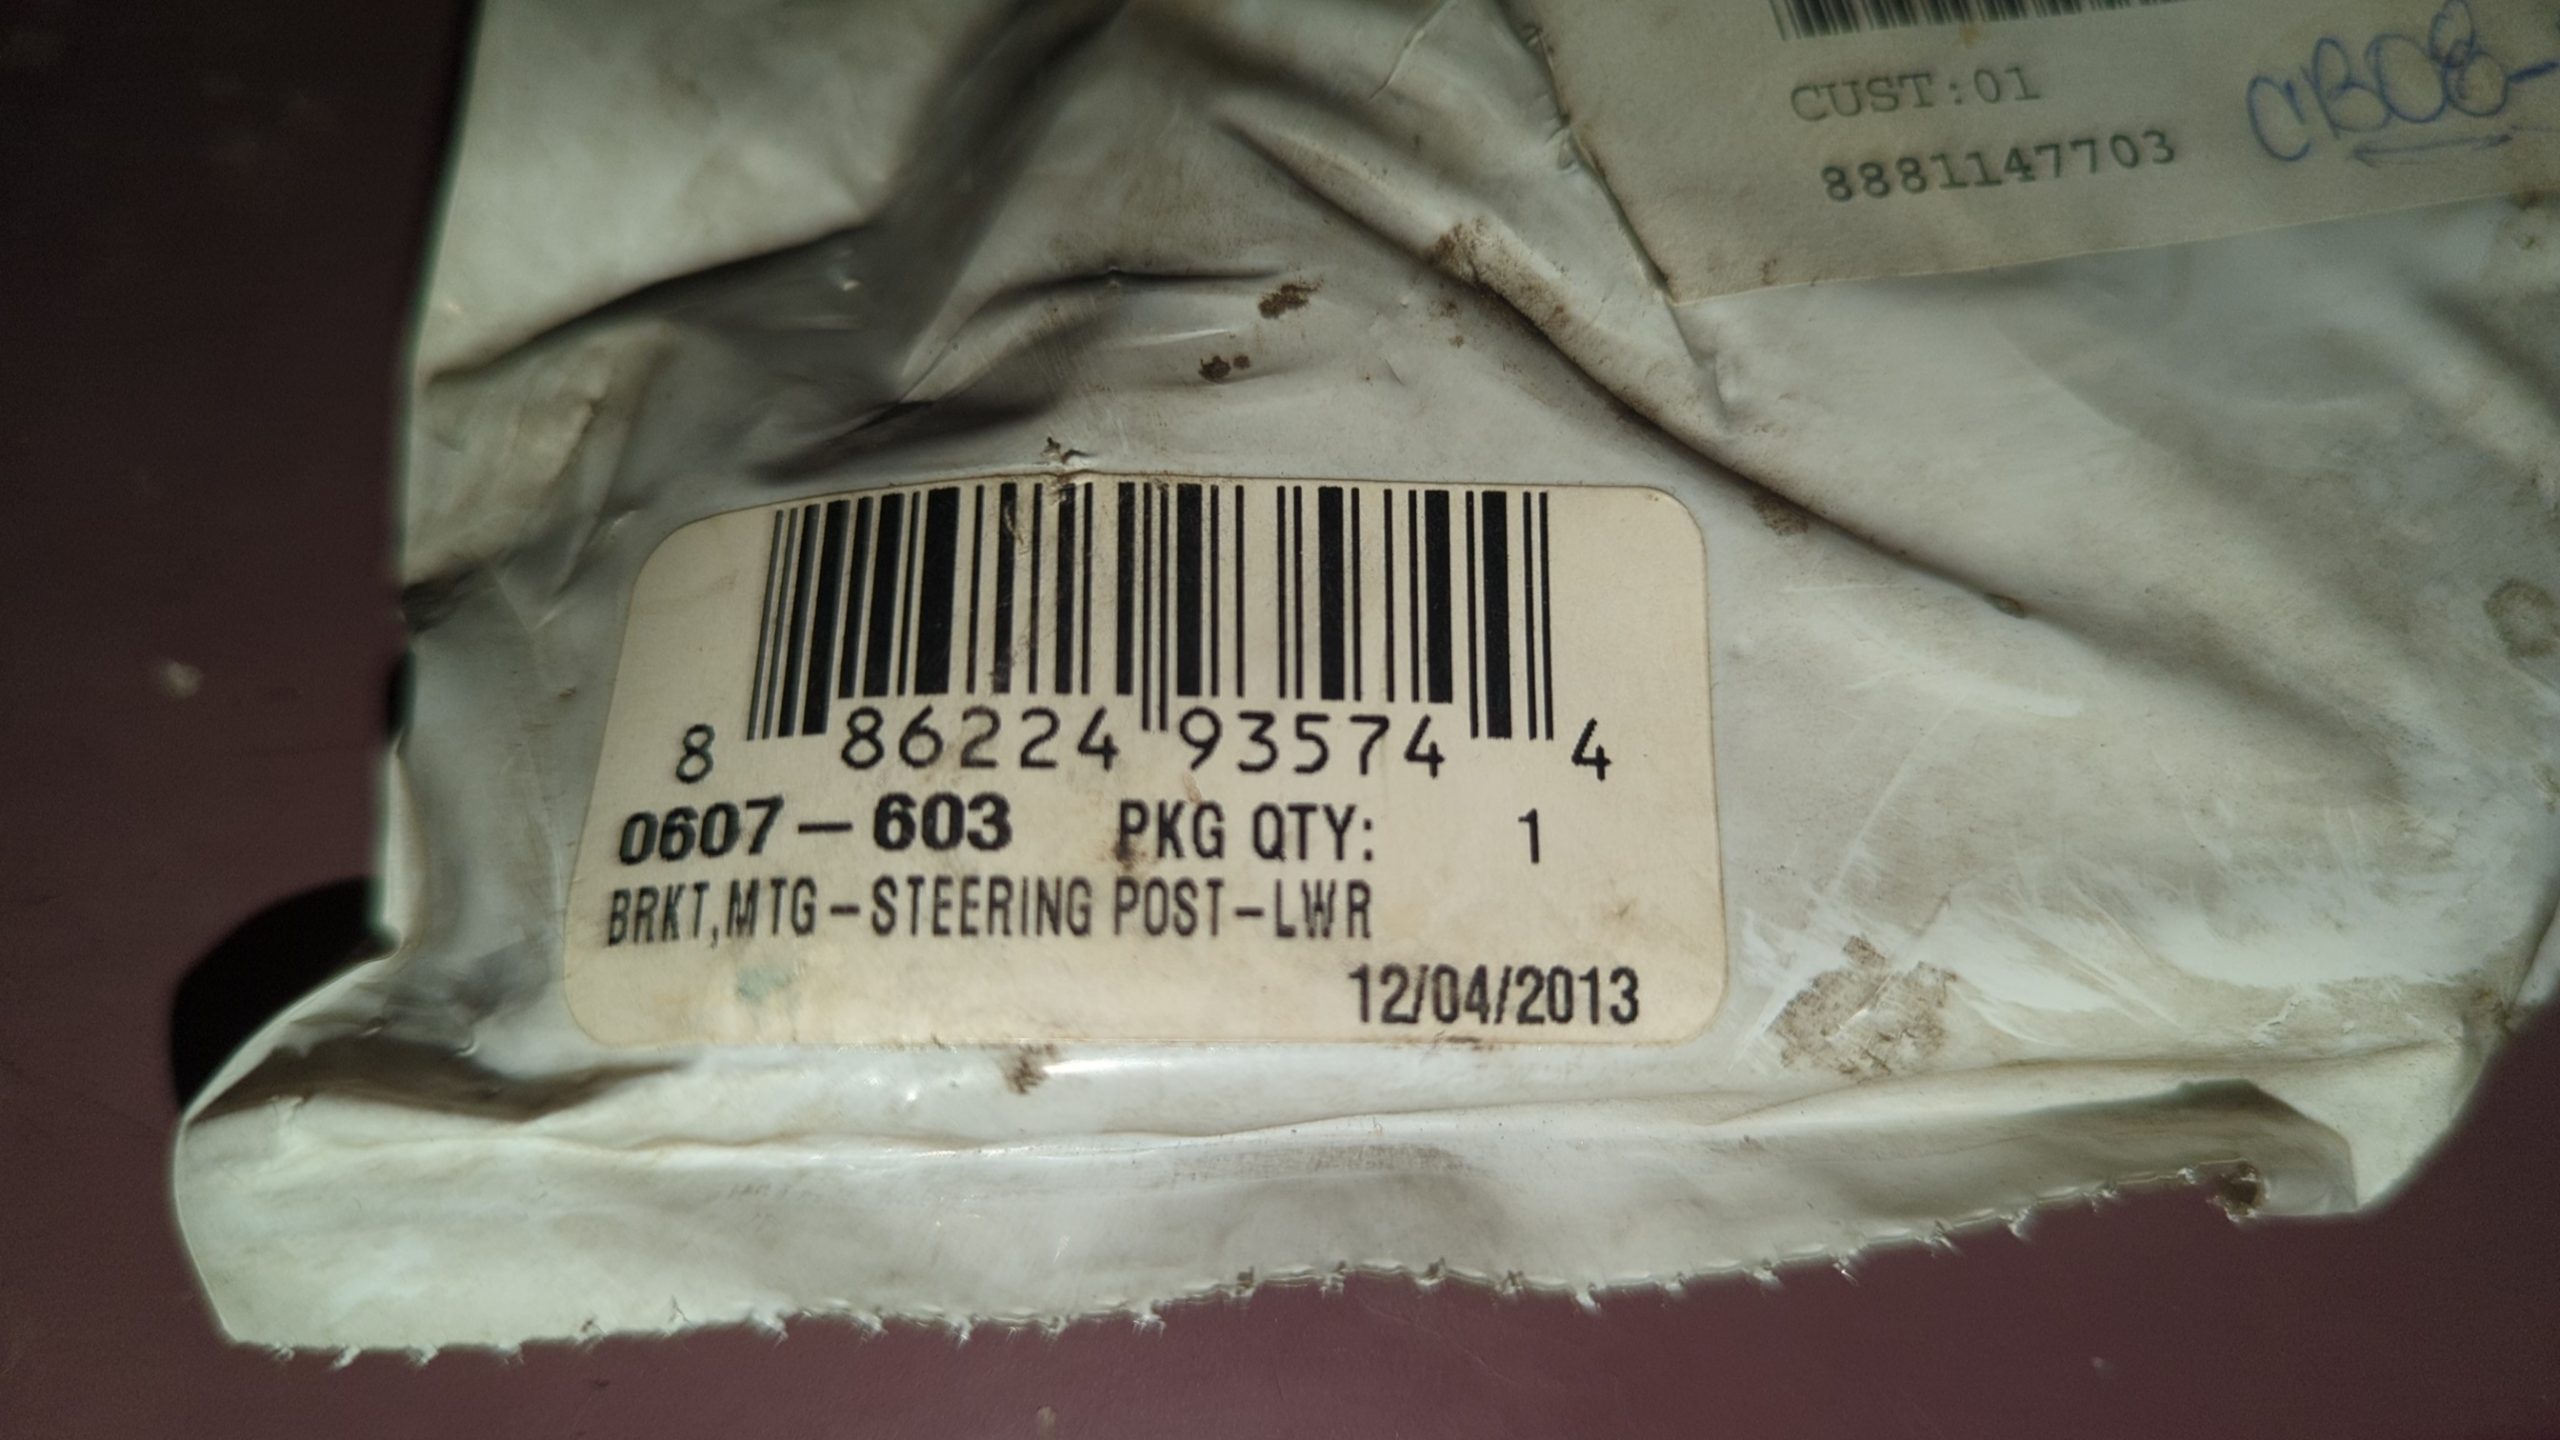 CUST:01
8881147703
CB08-
8 86224 93574 4
0607-603 PKG QTY: 1
BRKT,MTG-STEERING POST-LWR
12/04/2013